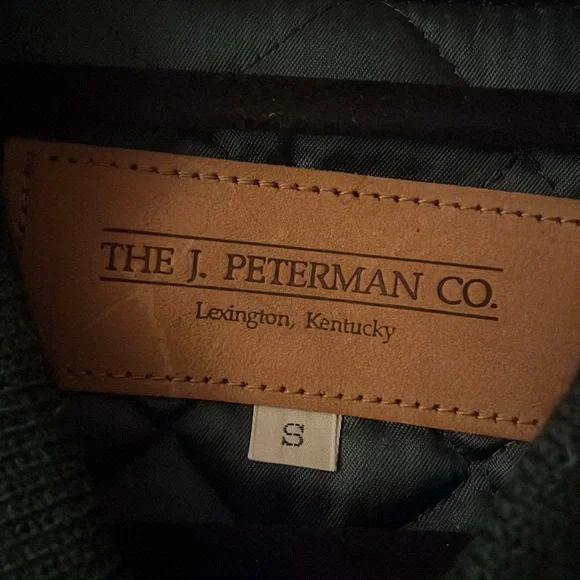 THE J. PETERMAN CO.
Lexington, Kentucky
S